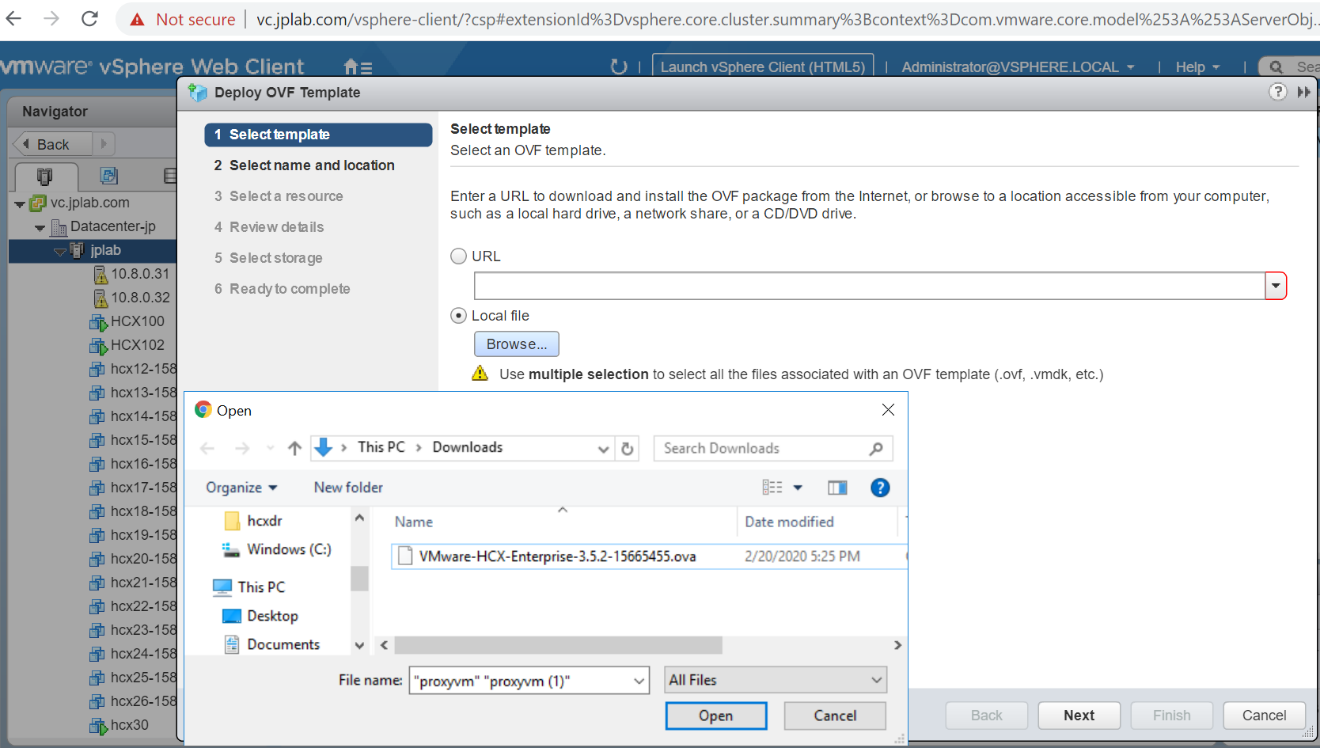 Not secure | vc.jplab.com/vsphere-client/?csp#extensionId%3Dvsphere.core.cluster.summary%3Bcontext%3Dcom.vmware.core.model%253A%253AServerObj...
vmware® vSphere Web Client
Launch vSphere Client (HTML5) | Administrator@VSPHERE.LOCAL | Help | Sea
Deploy OVF Template
Navigator
Back
vc.jplab.com
Datacenter-jp
jplab
10.8.0.31
10.8.0.32
HCX100
HCX102
hcx12-158
hcx13-158
hcx14-158
hcx15-158
hcx16-158
hcx17-158
hcx18-158
hcx19-158
hcx20-158
hcx21-158
hcx22-158
hcx23-158
hcx24-158
hcx25-158
hcx26-158
hcx30
1 Select template
2 Select name and location
3 Select a resource
4 Review details
5 Select storage
6 Ready to complete
Select template
Select an OVF template.
Enter a URL to download and install the OVF package from the Internet, or browse to a location accessible from your computer,
such as a local hard drive, a network share, or a CD/DVD drive.
URL
Local file
Browse...
Use multiple selection to select all the files associated with an OVF template (.ovf, .vmdk, etc.)
Open
This PC > Downloads
Search Downloads
Organize
New folder
hcxdr
Windows (C:)
This PC
Desktop
Documents
Name
Date modified
VMware-HCX-Enterprise-3.5.2-15665455.ova
2/20/2020 5:25 PM
File name: "proxyvm" "proxyvm (1)"
All Files
Open
Cancel
Back
Next
Finish
Cancel